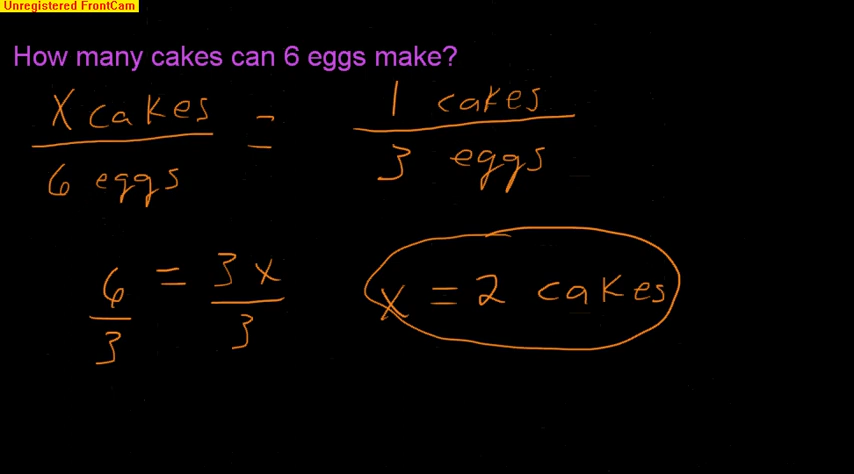 Unregistered FrontCam
How many cakes can 6 eggs make?
X cakes = 1 cakes
6 eggs 3 eggs
6 = 3x x = 2 cakes
3 3